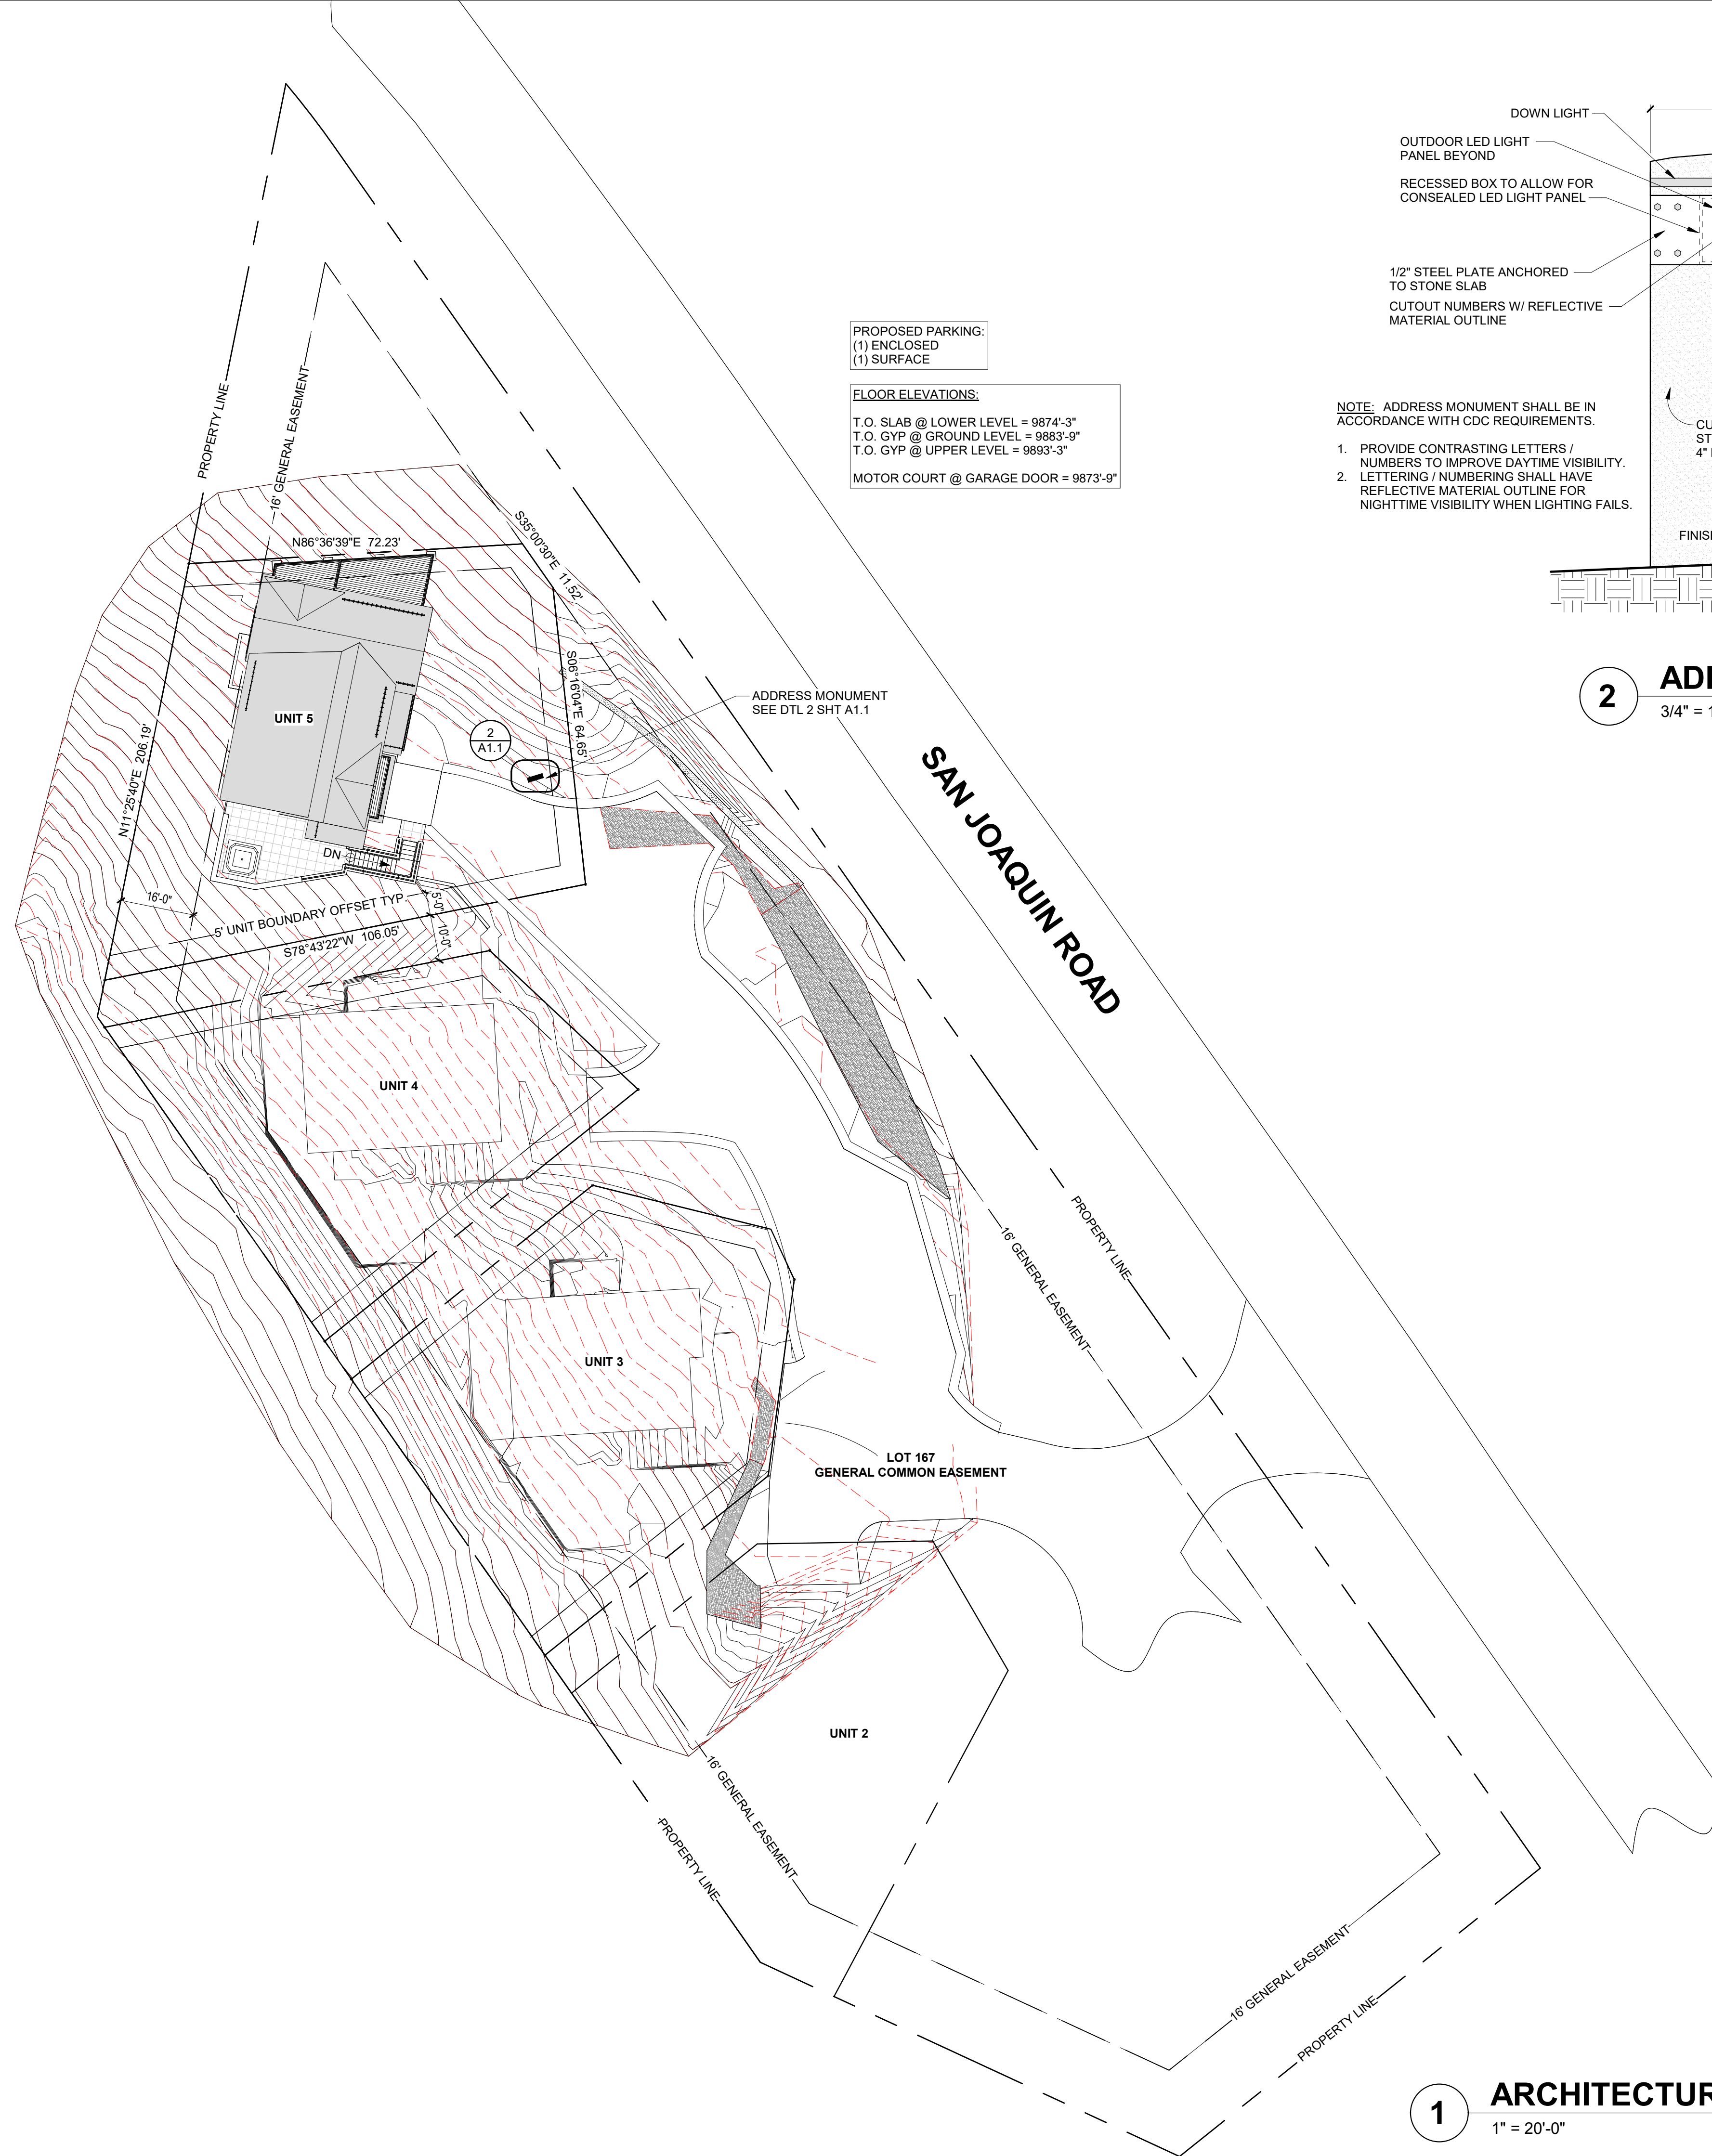 DOWN LIGHT
OUTDOOR LED LIGHT
PANEL BEYOND
RECESSED BOX TO ALLOW FOR
CONSEALED LED LIGHT PANEL
1/2" STEEL PLATE ANCHORED
TO STONE SLAB
CUTOUT NUMBERS W/ REFLECTIVE
MATERIAL OUTLINE
PROPOSED PARKING:
(1) ENCLOSED
(1) SURFACE
FLOOR ELEVATIONS:
T.O. SLAB @ LOWER LEVEL = 9874'-3"
T.O. GYP @ GROUND LEVEL = 9883'-9"
T.O. GYP @ UPPER LEVEL = 9893'-3"
MOTOR COURT @ GARAGE DOOR = 9873'-9"
NOTE: ADDRESS MONUMENT SHALL BE IN
ACCORDANCE WITH CDC REQUIREMENTS.
1. PROVIDE CONTRASTING LETTERS /
NUMBERS TO IMPROVE DAYTIME VISIBILITY.
2. LETTERING / NUMBERING SHALL HAVE
REFLECTIVE MATERIAL OUTLINE FOR
NIGHTTIME VISIBILITY WHEN LIGHTING FAILS.
CU
ST
4"
FINIS
2
3/4" = 1
PROPERTY LINE
16' GENERAL EASEMENT
N86°36'39"E 72.23'
S35°00'30"E 11.52'
S06°16'04"E 64.65'
ADDRESS MONUMENT
SEE DTL 2 SHT A1.1
UNIT 5
2
A1.1
N11°25'40"E 206.19'
DN
16'-0"
5' UNIT BOUNDARY OFFSET TYP.
5'-0"
10'-0"
S78°43'22"W 106.05'
SAN JOAQUIN ROAD
UNIT 4
PROPERTY LINE
16' GENERAL EASEMENT
UNIT 3
LOT 167
GENERAL COMMON EASEMENT
UNIT 2
16' GENERAL EASEMENT
PROPERTY LINE
16' GENERAL EASEMENT
PROPERTY LINE
1
ARCHITECTUR
1" = 20'-0"